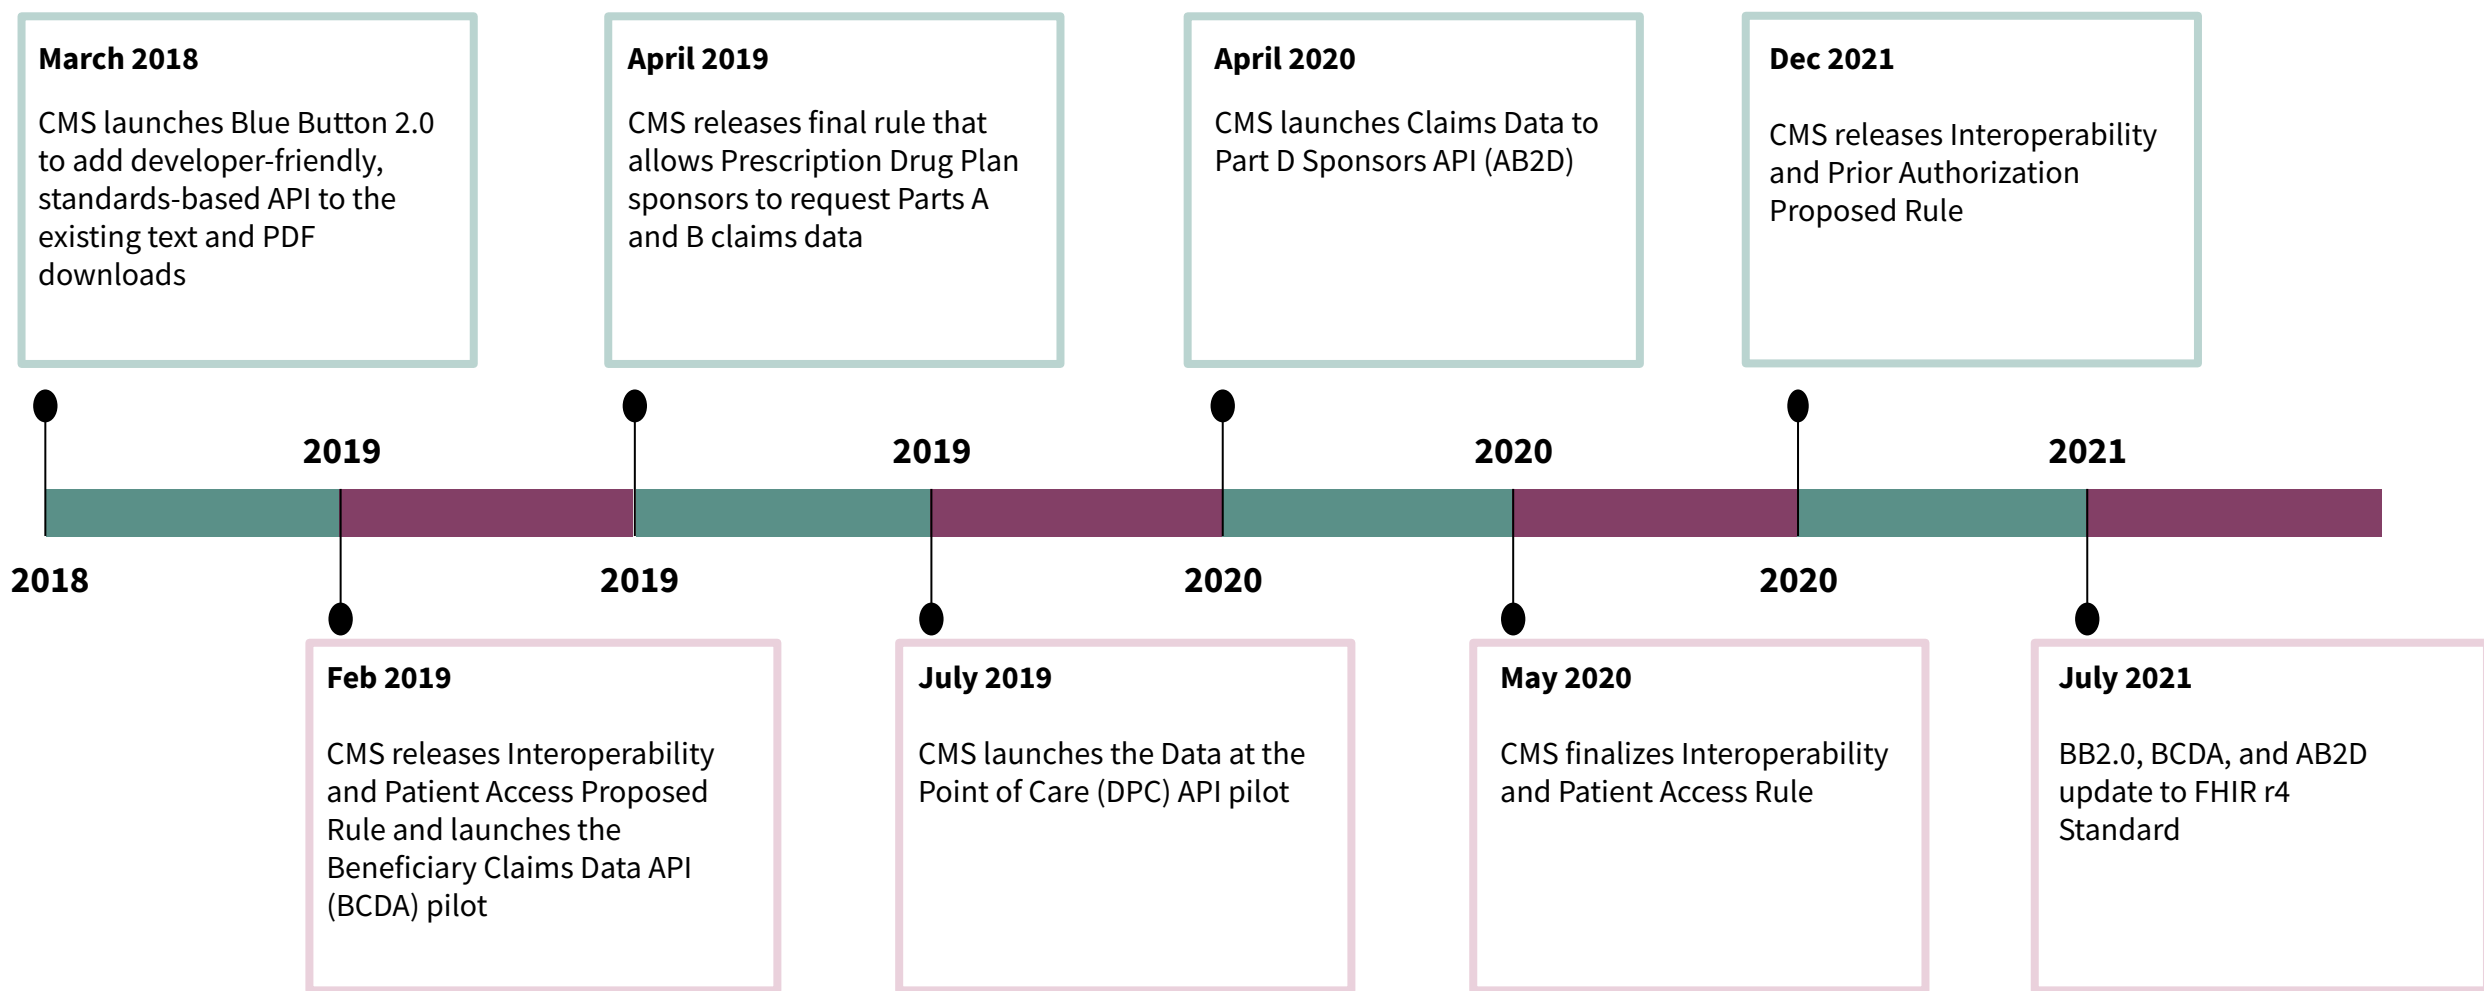 March 2018
CMS launches Blue Button 2.0
to add developer-friendly,
standards-based API to the
existing text and PDF
downloads
April 2019
CMS releases final rule that
allows Prescription Drug Plan
sponsors to request Parts A
and B claims data
April 2020
CMS launches Claims Data to
Part D Sponsors API (AB2D)
Dec 2021
CMS releases Interoperability
and Prior Authorization
Proposed Rule
2019
2019
2020
2021
2018
2019
2020
2020
Feb 2019
CMS releases Interoperability
and Patient Access Proposed
Rule and launches the
Beneficiary Claims Data API
(BCDA) pilot
July 2019
CMS launches the Data at the
Point of Care (DPC) API pilot
May 2020
CMS finalizes Interoperability
and Patient Access Rule
July 2021
BB2.0, BCDA, and AB2D
update to FHIR r4
Standard